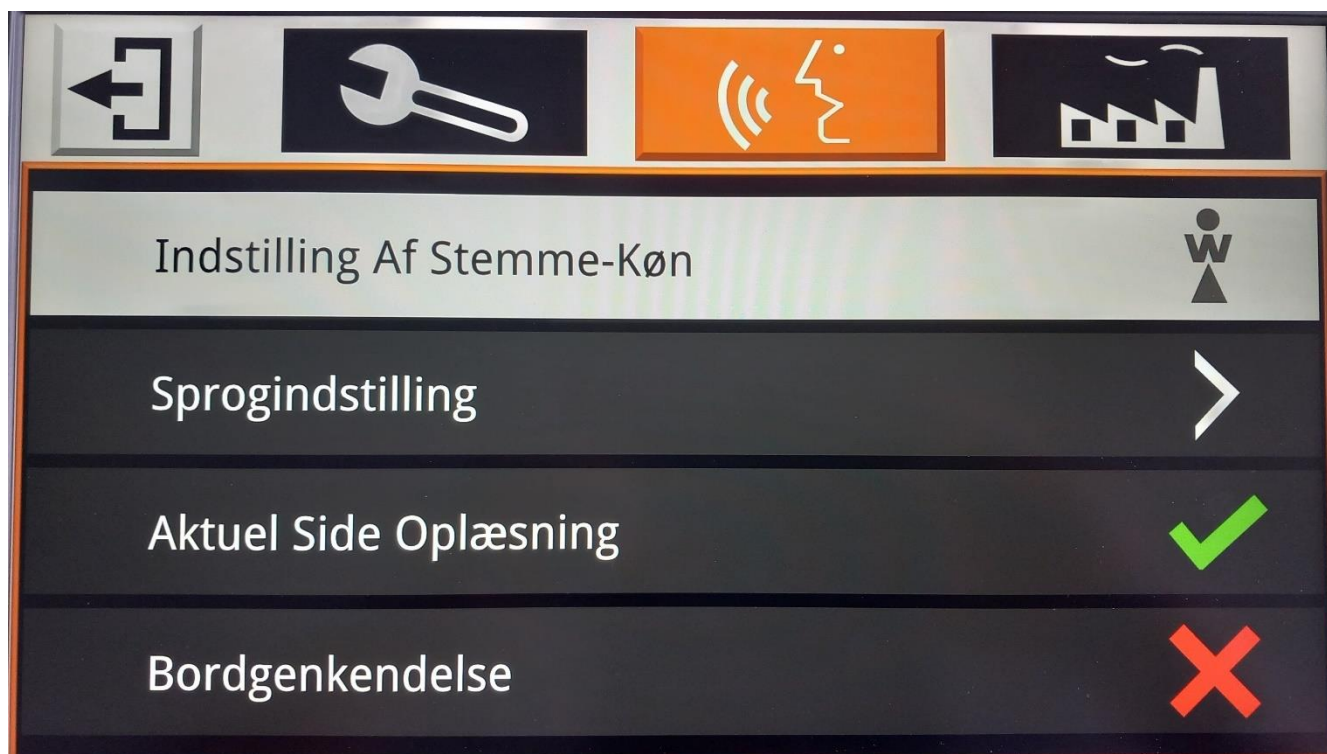 Indstilling Af Stemme-Køn
W
Sprogindstilling
Aktuel Side Oplæsning
Bordgenkendelse